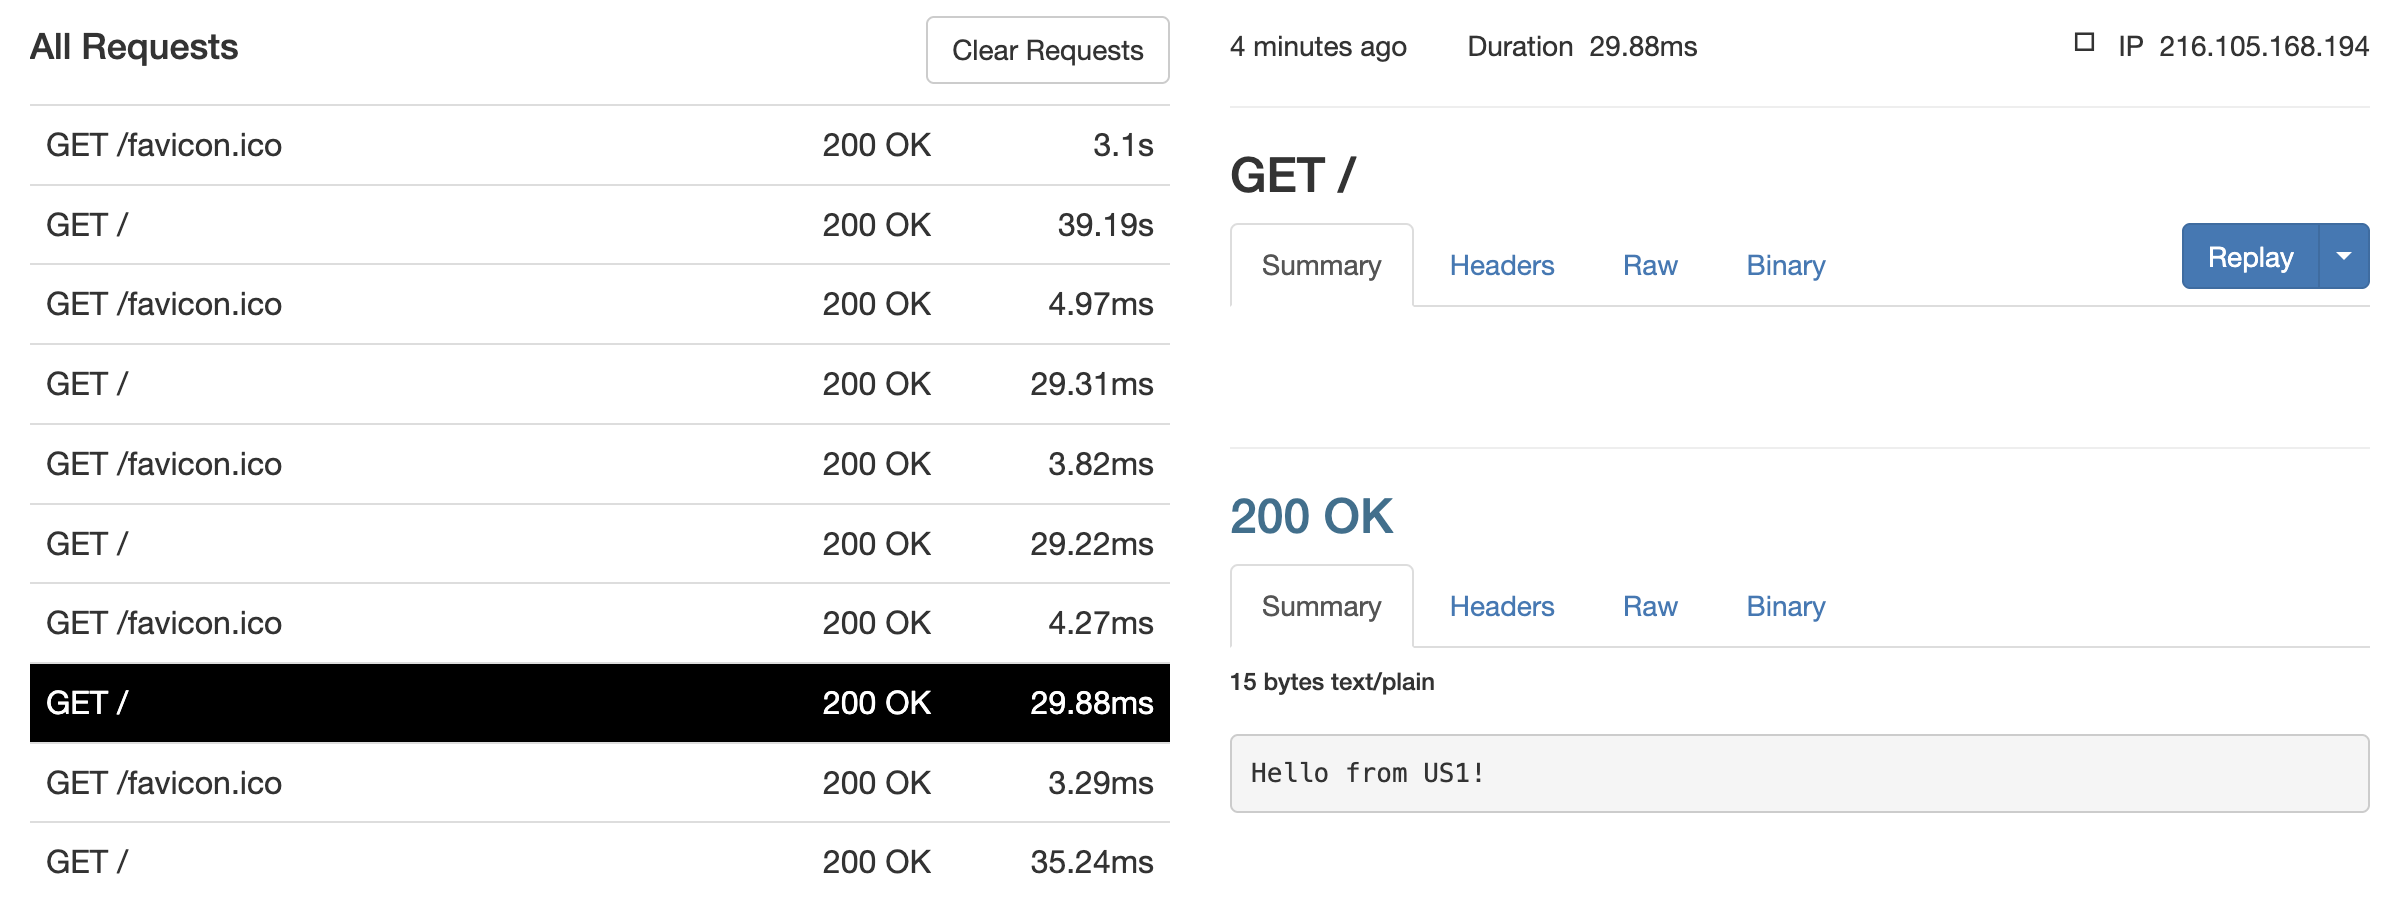 All Requests
Clear Requests
GET /favicon.ico 200 OK 3.1s
GET / 200 OK 39.19s
GET /favicon.ico 200 OK 4.97ms
GET / 200 OK 29.31ms
GET /favicon.ico 200 OK 3.82ms
GET / 200 OK 29.22ms
GET /favicon.ico 200 OK 4.27ms
GET / 200 OK 29.88ms
GET /favicon.ico 200 OK 3.29ms
GET / 200 OK 35.24ms
4 minutes ago Duration 29.88ms IP 216.105.168.194
GET /
Summary Headers Raw Binary Replay
200 OK
Summary Headers Raw Binary
15 bytes text/plain
Hello from US1!